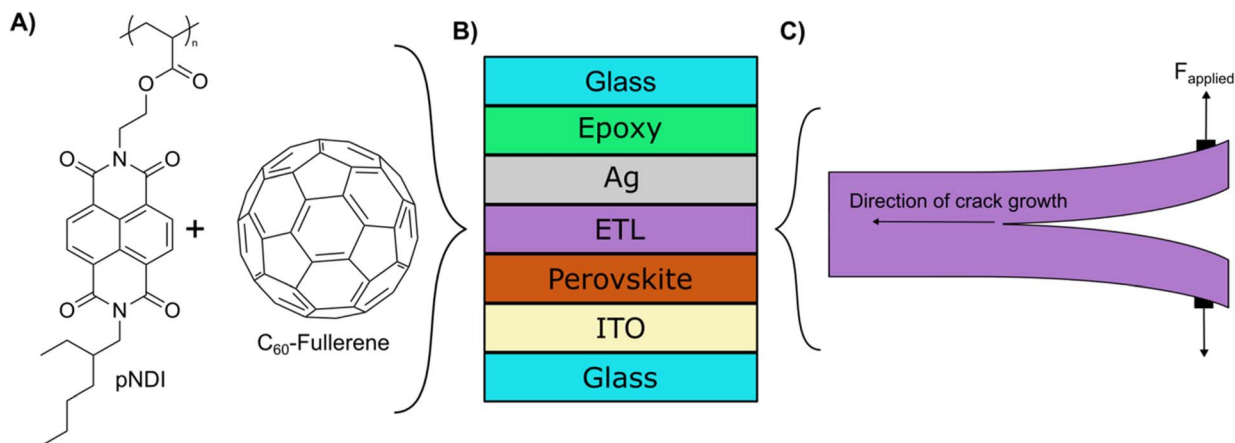 A)
( )n
O
O
O
N
O
O
N
O
pNDI
+
C60-Fullerene
B)
Glass
Epoxy
Ag
ETL
Perovskite
ITO
Glass
C)
Fapplied
Direction of crack growth